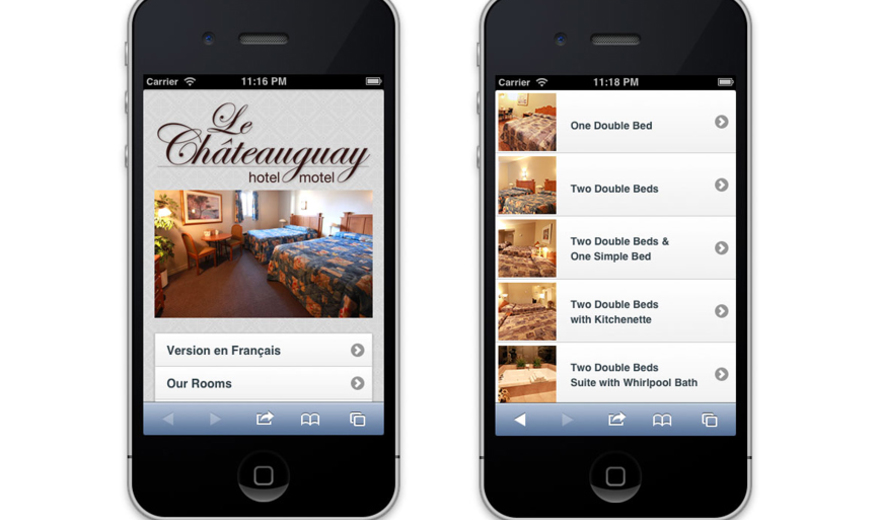 Carrier 11:16 PM
Le
Châteauguay
hotel motel
Version en Français
Our Rooms
Carrier 11:18 PM
One Double Bed
Two Double Beds
Two Double Beds &
One Simple Bed
Two Double Beds
with Kitchenette
Two Double Beds
Suite with Whirlpool Bath